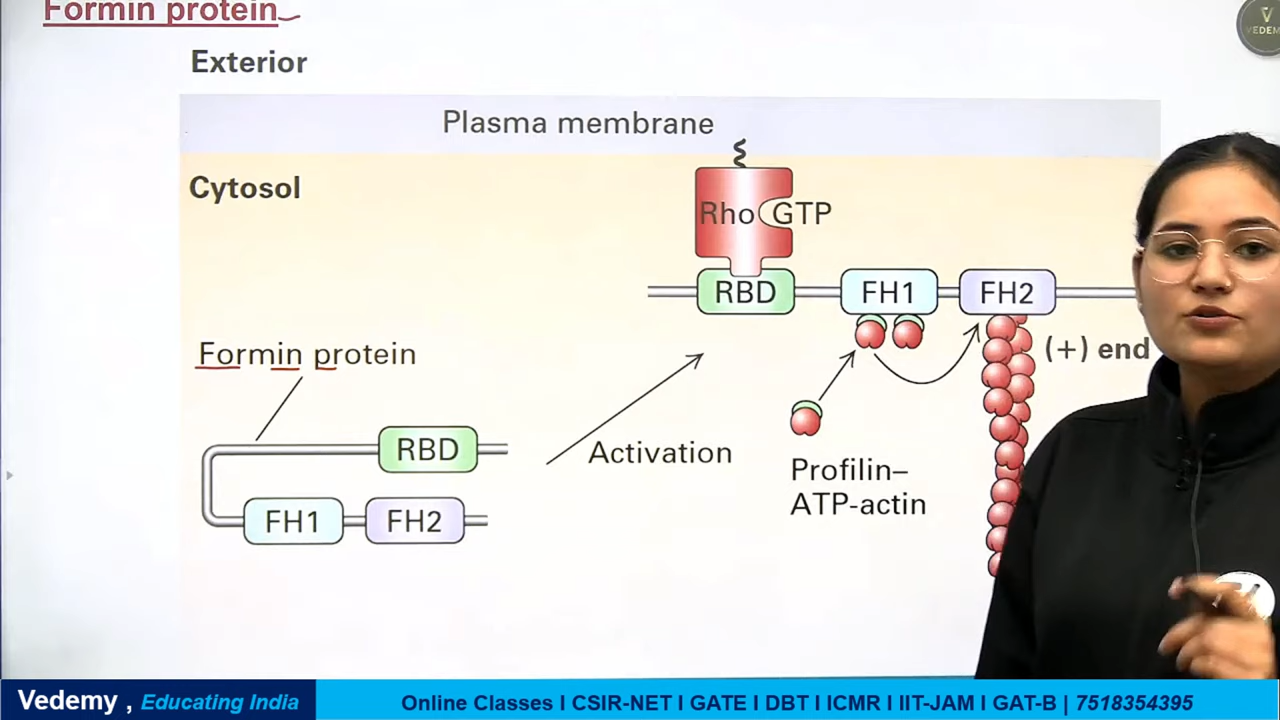 Formin protein
VEDEM
Exterior
Plasma membrane
Cytosol
Rho GTP
RBD FH1 FH2
Formin protein
(+) end
RBD
Activation
Profilin–
ATP-actin
FH1 FH2
Vedemy , Educating India
Online Classes I CSIR-NET I GATE I DBT I ICMR I IIT-JAM I GAT-B | 7518354395